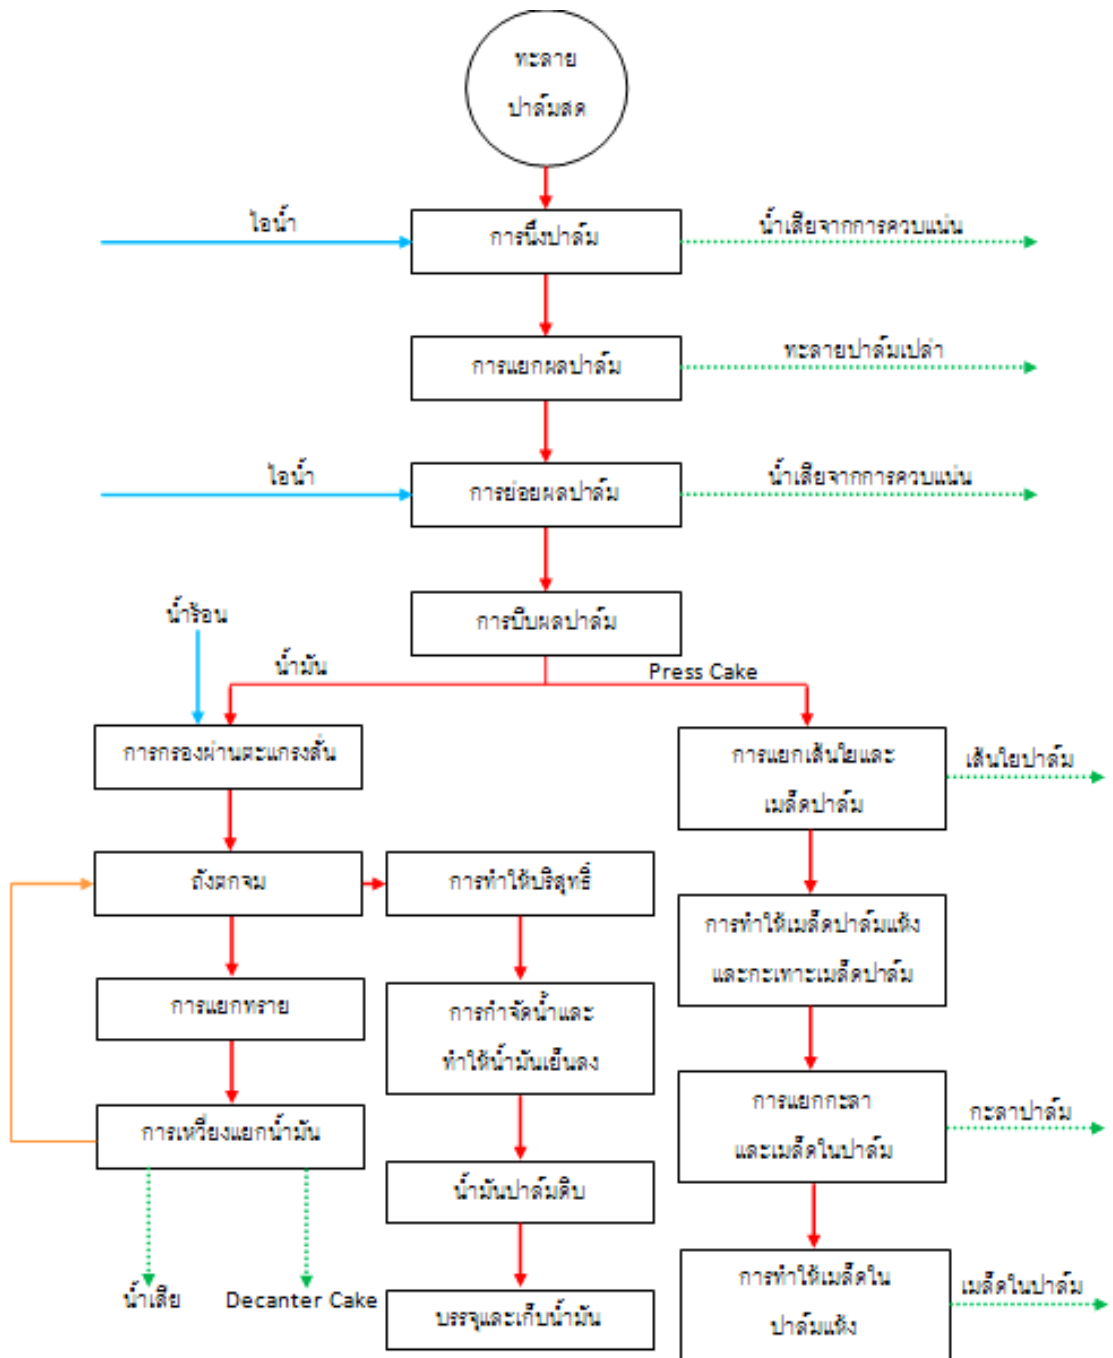 ทะลาย
ปาล์มสด
ไอน้ำ
การนึ่งปาล์ม
น้ำเสียจากการควบแน่น
การแยกผลปาล์ม
ทะลายปาล์มเปล่า
ไอน้ำ
การย่อยผลปาล์ม
น้ำเสียจากการควบแน่น
น้ำร้อน
การบีบผลปาล์ม
น้ำมัน
Press Cake
การกรองผ่านตะแกรงสั่น
การแยกเส้นใยและ
เมล็ดปาล์ม
เส้นใยปาล์ม
ถังตกจม
การทำให้บริสุทธิ์
การทำให้เมล็ดปาล์มแห้ง
และกะเทาะเมล็ดปาล์ม
การแยกทราย
การกำจัดน้ำและ
ทำให้น้ำมันเย็นลง
การแยกกะลา
และเมล็ดในปาล์ม
กะลาปาล์ม
การเหวี่ยงแยกน้ำมัน
น้ำมันปาล์มดิบ
การทำให้เมล็ดใน
ปาล์มแห้ง
เมล็ดในปาล์ม
น้ำเสีย
Decanter Cake
บรรจุและเก็บน้ำมัน